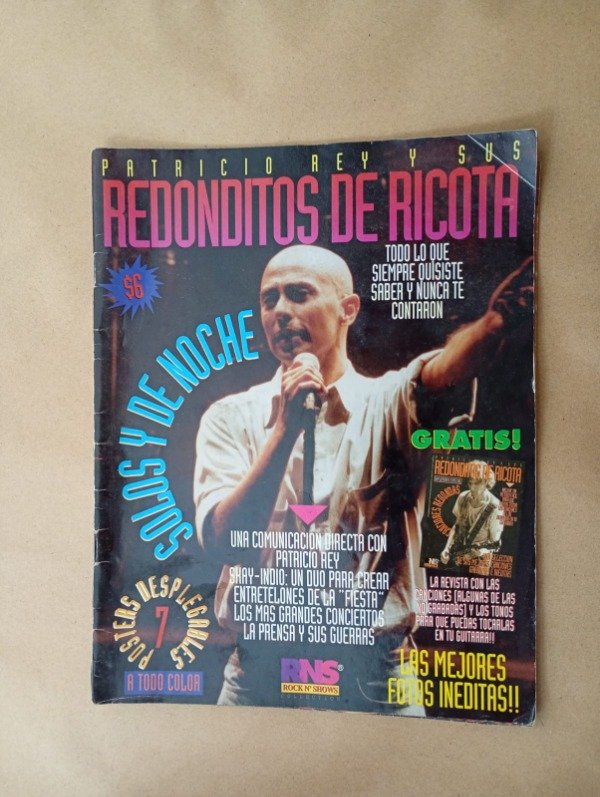 PATRICIO REY Y SUS
REDONDITOS DE RICOTA
TODO LO QUE
SIEMPRE QUISISTE
SABER Y NUNCA TE
CONTARON
$6
SOLOS Y DE NOCHE
GRATIS!
REDONDITOS DE RICOTA
UNA COMUNICACIÓN DIRECTA CON
PATRICIO REY
SKAY-INDIO: UN DUO PARA CREAR
ENTRETELONES DE LA "FIESTA"
LOS MAS GRANDES CONCIERTOS
LA PRENSA Y SUS GUERRAS
LA REVISTA CON LAS
CANCIONES (ALGUNAS DE LAS
NO GRABADAS) Y LOS TONOS
PARA QUE PUEDAS TOCARLAS
EN TU GUITARRA!!
POSTERS DESPLEGABLES
7
A TODO COLOR
RNS®
ROCK N' SHOWS
COLLECTION
LAS MEJORES
FOTOS INEDITAS!!